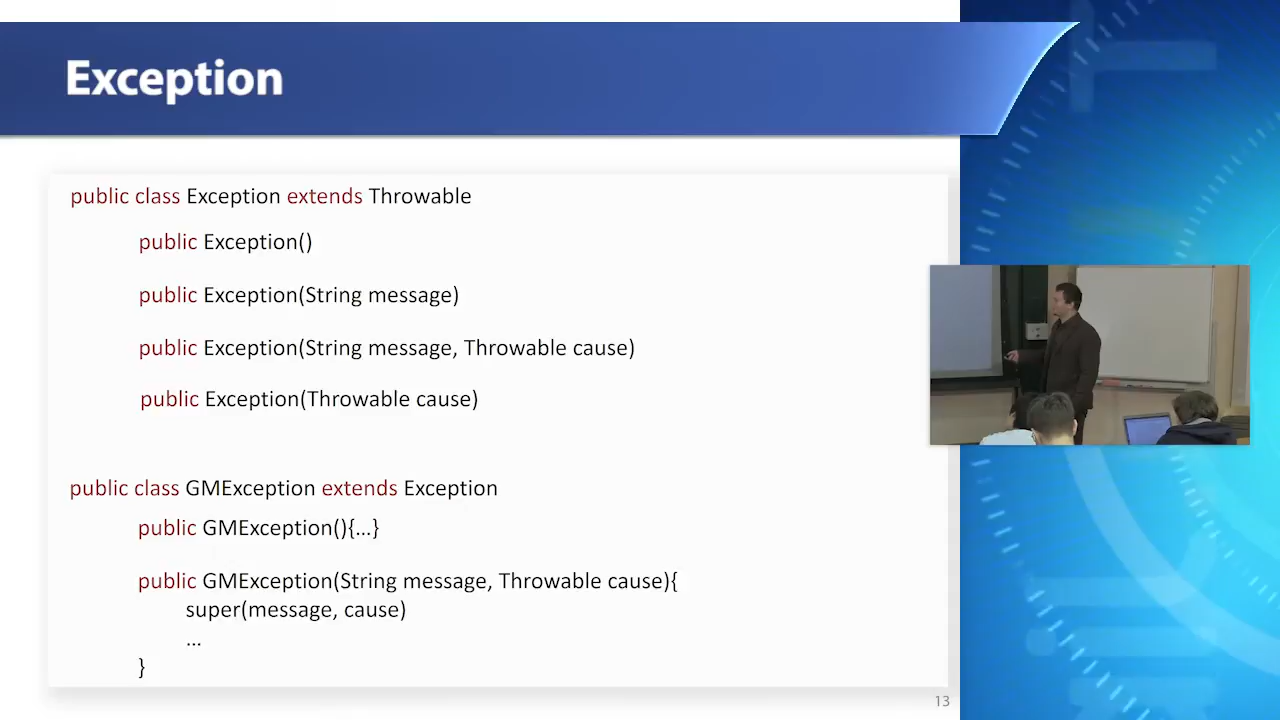 Exception
public class Exception extends Throwable
public Exception()
public Exception(String message)
public Exception(String message, Throwable cause)
public Exception(Throwable cause)
public class GMException extends Exception
public GMException(){...}
public GMException(String message, Throwable cause){
super(message, cause)
...
}
13